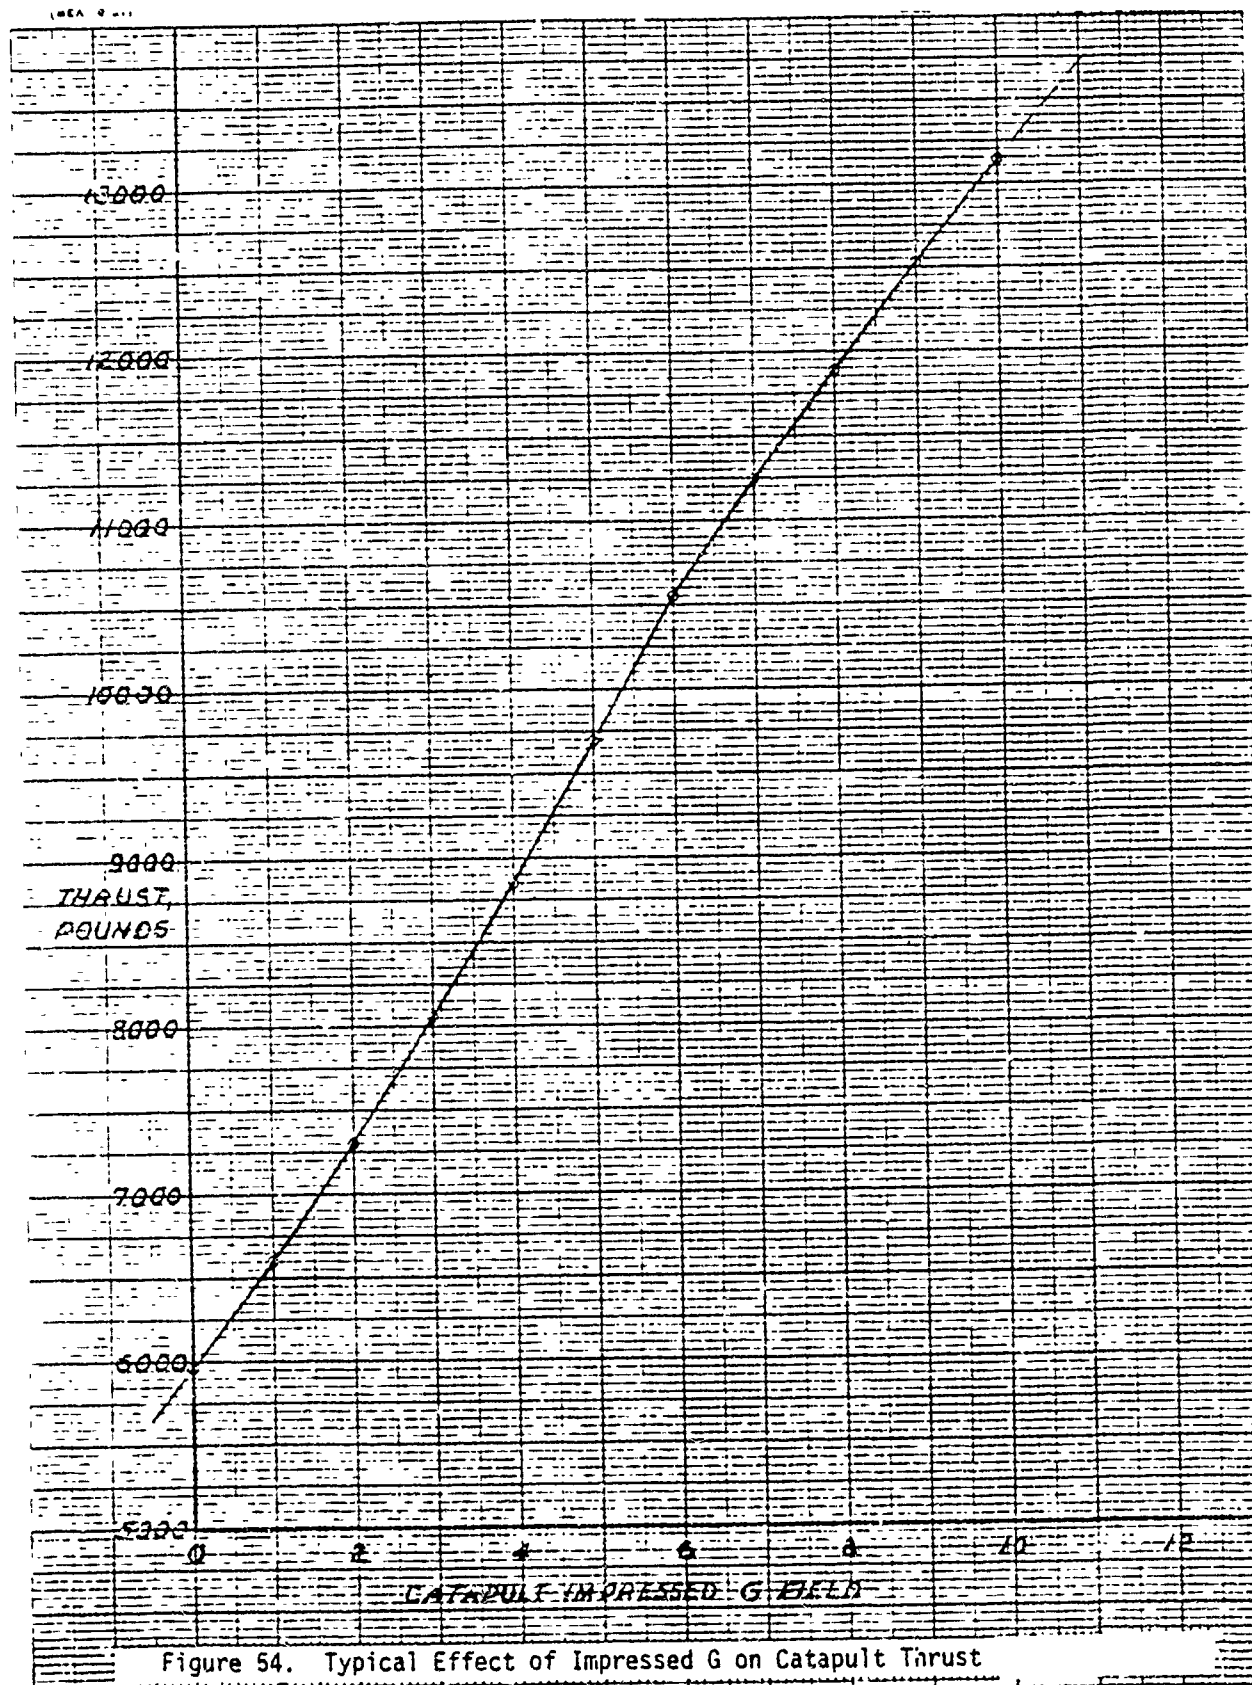 13000
12000
11000
10000
9000
THRUST,
POUNDS
8000
7000
6000
5000
0 2 4 6 8 10 12
CATAPULT IMPRESSED G FIELD
Figure 54. Typical Effect of Impressed G on Catapult Thrust